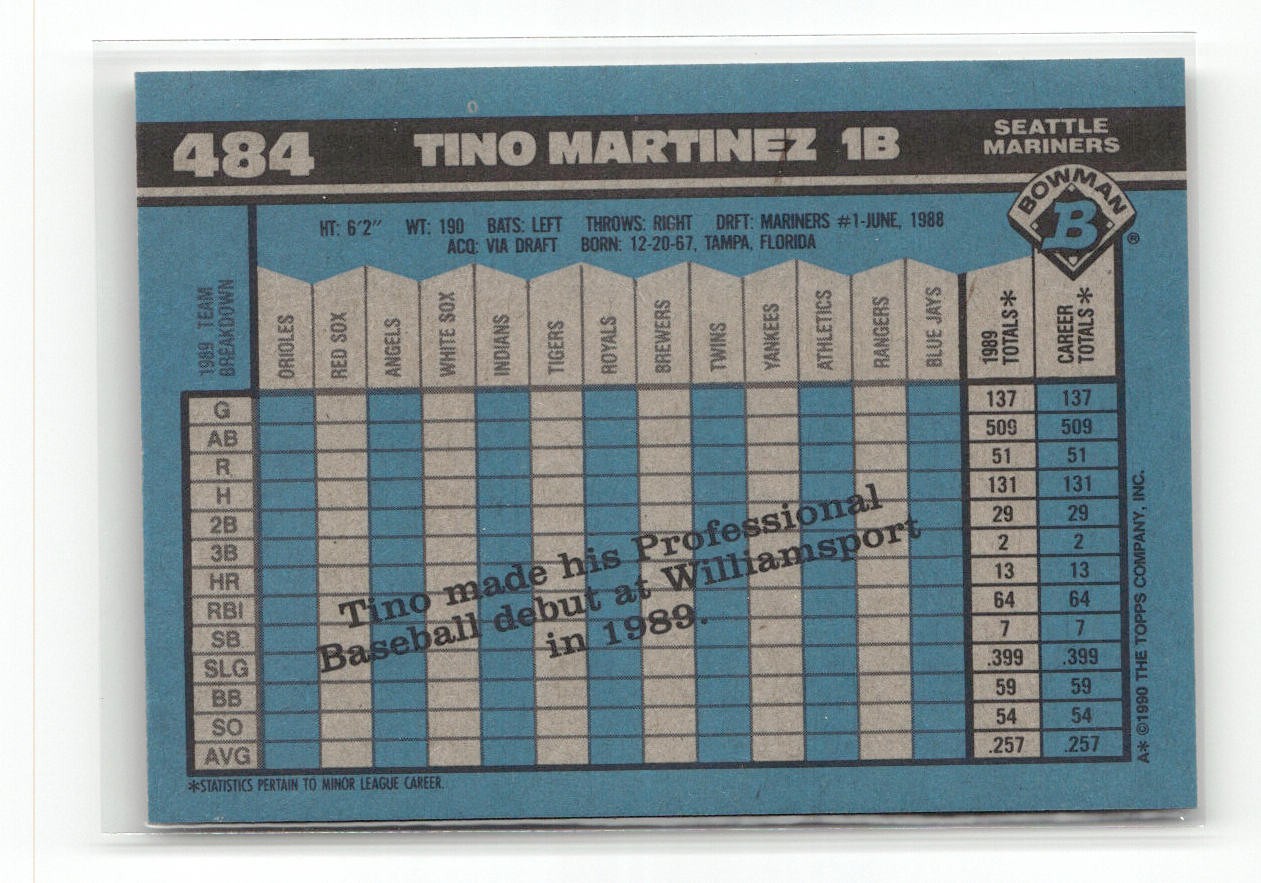 484 TINO MARTINEZ 1B SEATTLE MARINERS
BOWMAN
B
®
HT: 6'2" WT: 190 BATS: LEFT THROWS: RIGHT DRFT: MARINERS #1-JUNE, 1988
ACQ: VIA DRAFT BORN: 12-20-67, TAMPA, FLORIDA
1989 TEAM BREAKDOWN ORIOLES RED SOX ANGELS WHITE SOX INDIANS TIGERS ROYALS BREWERS TWINS YANKEES ATHLETICS RANGERS BLUE JAYS 1989 TOTALS* CAREER TOTALS*
G 137 137
AB 509 509
R 51 51
H 131 131
2B 29 29
3B 2 2
HR 13 13
RBI 64 64
SB 7 7
SLG .399 .399
BB 59 59
SO 54 54
AVG .257 .257
Tino made his Professional
Baseball debut at Williamsport
in 1989.
*STATISTICS PERTAIN TO MINOR LEAGUE CAREER.
A* ©1990 THE TOPPS COMPANY, INC.